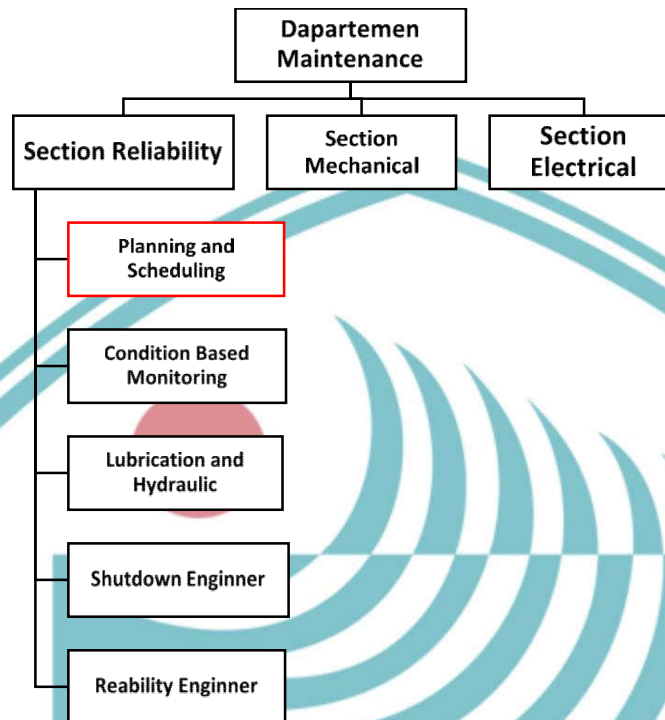 Dapartemen
Maintenance
Section Reliability
Section
Mechanical
Section
Electrical
Planning and
Scheduling
Condition Based
Monitoring
Lubrication and
Hydraulic
Shutdown Enginner
Reability Enginner